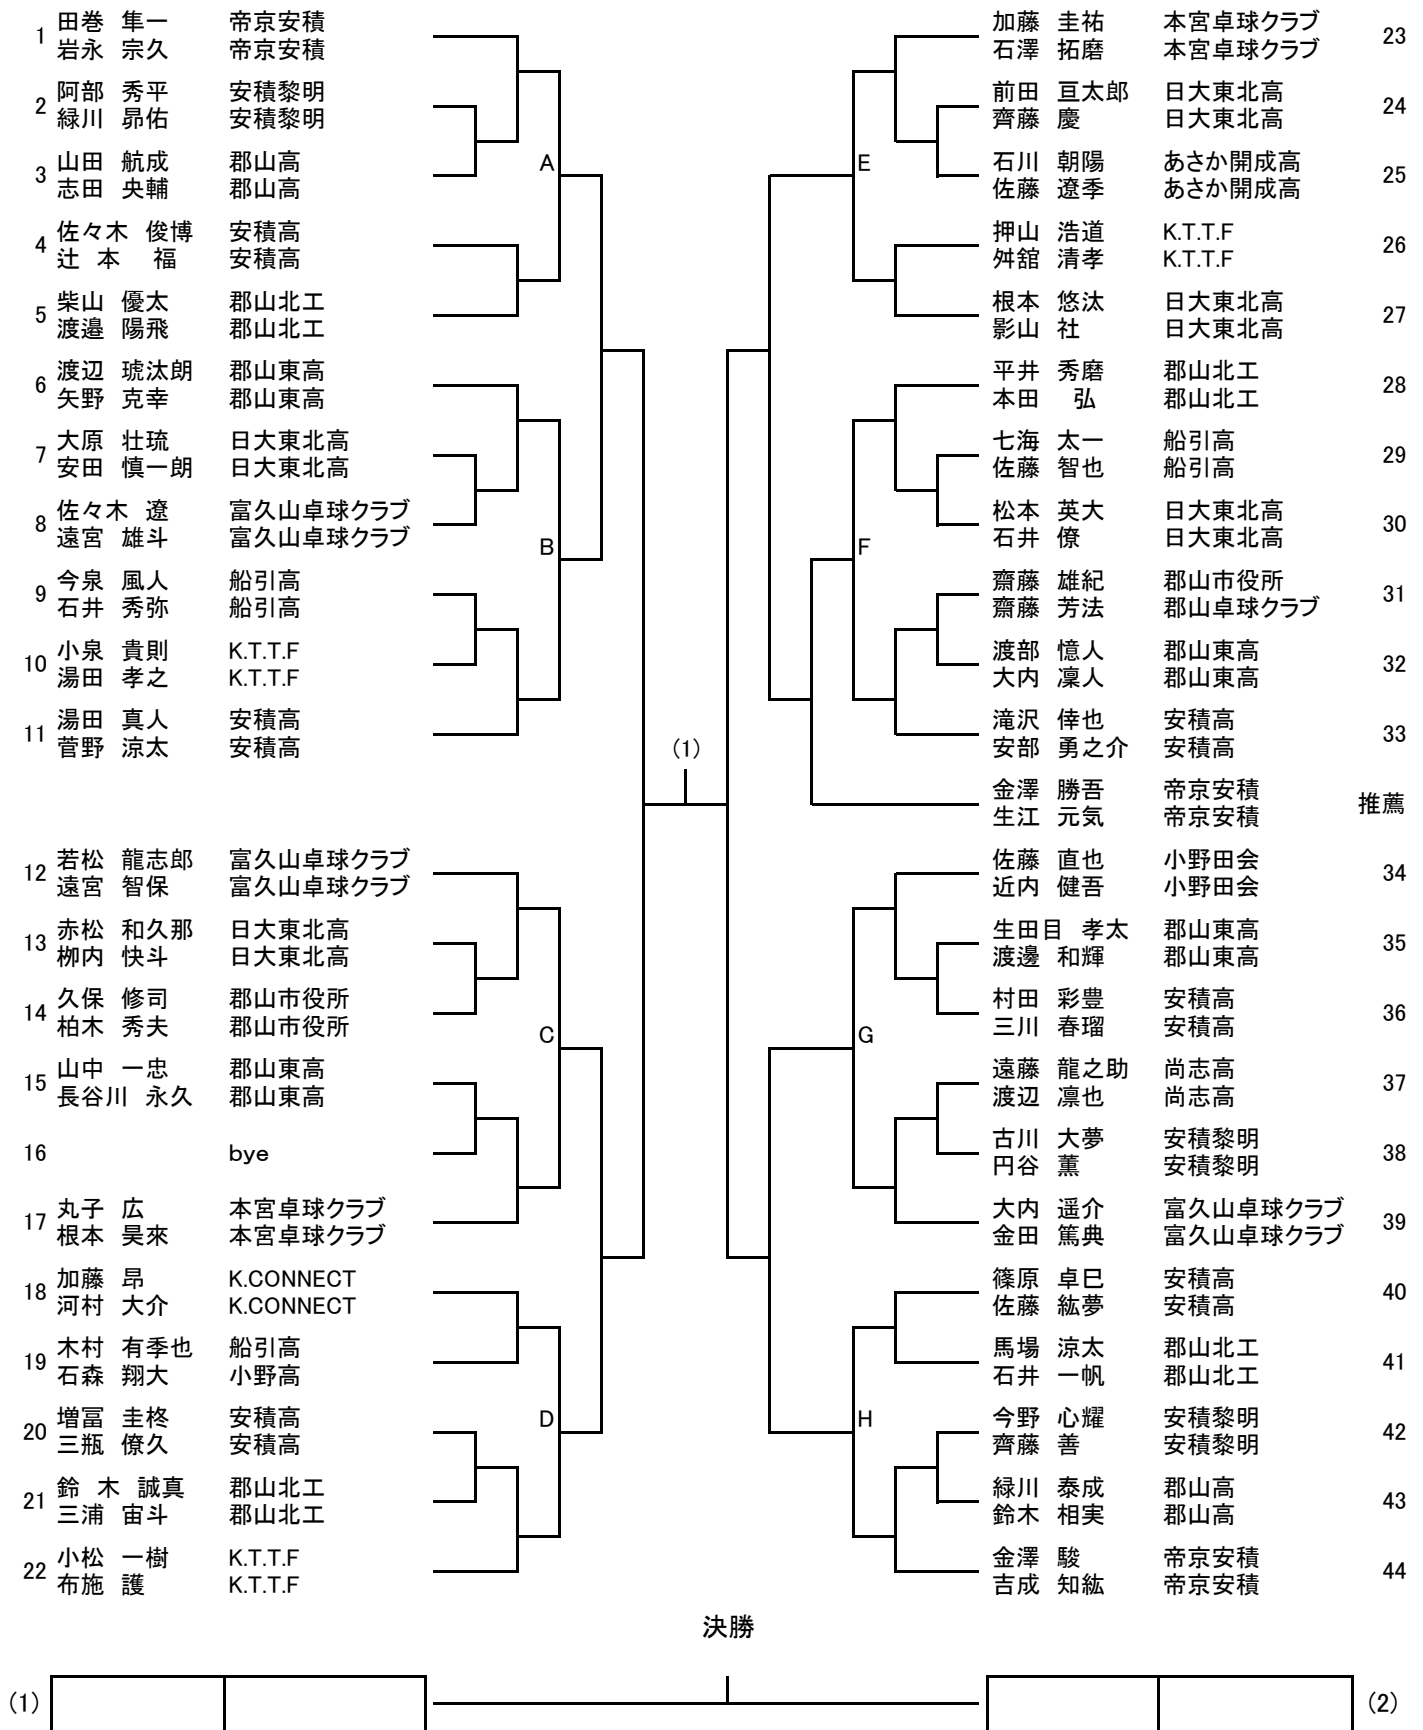 1 田巻 隼一 帝京安積
岩永 宗久 帝京安積
2 阿部 秀平 安積黎明
緑川 昴佑 安積黎明
3 山田 航成 郡山高
志田 央輔 郡山高
4 佐々木 俊博 安積高
辻 本 福 安積高
5 柴山 優太 郡山北工
渡邉 陽飛 郡山北工
6 渡辺 琥汰朗 郡山東高
矢野 克幸 郡山東高
7 大原 壮琉 日大東北高
安田 慎一朗 日大東北高
8 佐々木 遼 富久山卓球クラブ
遠宮 雄斗 富久山卓球クラブ
9 今泉 風人 船引高
石井 秀弥 船引高
10 小泉 貴則 K.T.T.F
湯田 孝之 K.T.T.F
11 湯田 真人 安積高
菅野 涼太 安積高
12 若松 龍志郎 富久山卓球クラブ
遠宮 智保 富久山卓球クラブ
13 赤松 和久那 日大東北高
栁内 快斗 日大東北高
14 久保 修司 郡山市役所
柏木 秀夫 郡山市役所
15 山中 一忠 郡山東高
長谷川 永久 郡山東高
16 bye
17 丸子 広 本宮卓球クラブ
根本 昊來 本宮卓球クラブ
18 加藤 昂 K.CONNECT
河村 大介 K.CONNECT
19 木村 有季也 船引高
石森 翔大 小野高
20 増冨 圭柊 安積高
三瓶 僚久 安積高
21 鈴 木 誠真 郡山北工
三浦 宙斗 郡山北工
22 小松 一樹 K.T.T.F
布施 護 K.T.T.F
A
B
C
D
(1)
E
F
G
H
加藤 圭祐 本宮卓球クラブ 23
石澤 拓磨 本宮卓球クラブ
前田 亘太郎 日大東北高 24
齊藤 慶 日大東北高
石川 朝陽 あさか開成高 25
佐藤 遼季 あさか開成高
押山 浩道 K.T.T.F 26
舛舘 清孝 K.T.T.F
根本 悠汰 日大東北高 27
影山 社 日大東北高
平井 秀磨 郡山北工 28
本田 弘 郡山北工
七海 太一 船引高 29
佐藤 智也 船引高
松本 英大 日大東北高 30
石井 僚 日大東北高
齋藤 雄紀 郡山市役所 31
齋藤 芳法 郡山卓球クラブ
渡部 憶人 郡山東高 32
大内 凜人 郡山東高
滝沢 倖也 安積高 33
安部 勇之介 安積高
金澤 勝吾 帝京安積 推薦
生江 元気 帝京安積
佐藤 直也 小野田会 34
近内 健吾 小野田会
生田目 孝太 郡山東高 35
渡邊 和輝 郡山東高
村田 彩豊 安積高 36
三川 春瑠 安積高
遠藤 龍之助 尚志高 37
渡辺 凛也 尚志高
古川 大夢 安積黎明 38
円谷 薫 安積黎明
大内 遥介 富久山卓球クラブ 39
金田 篤典 富久山卓球クラブ
篠原 卓巳 安積高 40
佐藤 紘夢 安積高
馬場 涼太 郡山北工 41
石井 一帆 郡山北工
今野 心耀 安積黎明 42
齊藤 善 安積黎明
緑川 泰成 郡山高 43
鈴木 相実 郡山高
金澤 駿 帝京安積 44
吉成 知紘 帝京安積
決勝
(1) (2)